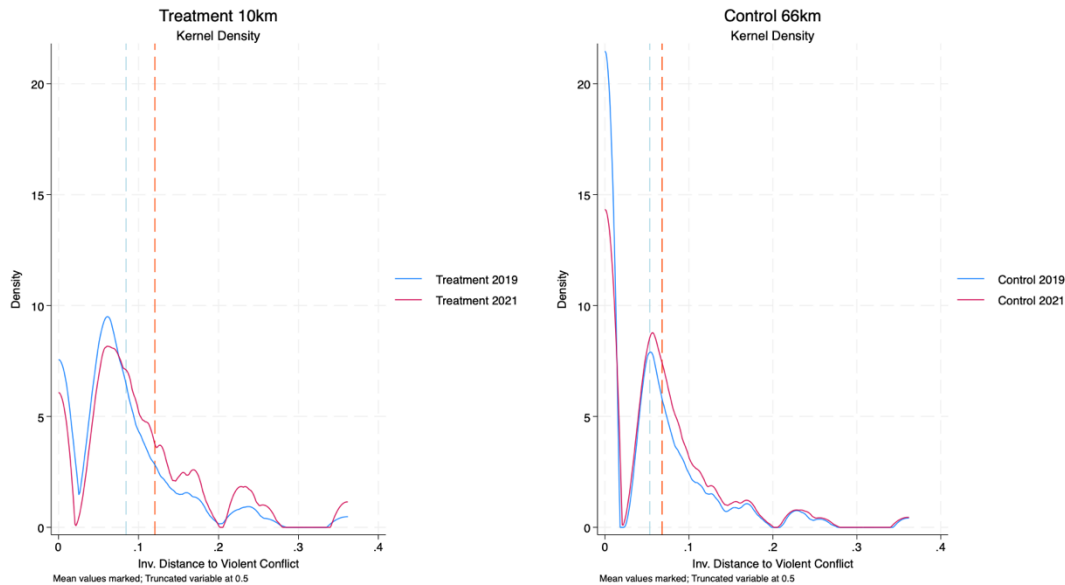 Treatment 10km
Kernel Density
20
15
10
5
0
Density
0 .1 .2 .3 .4
Inv. Distance to Violent Conflict
Mean values marked; Truncated variable at 0.5
Treatment 2019
Treatment 2021
Control 66km
Kernel Density
20
15
10
5
0
Density
0 .1 .2 .3 .4
Inv. Distance to Violent Conflict
Mean values marked; Truncated variable at 0.5
Control 2019
Control 2021